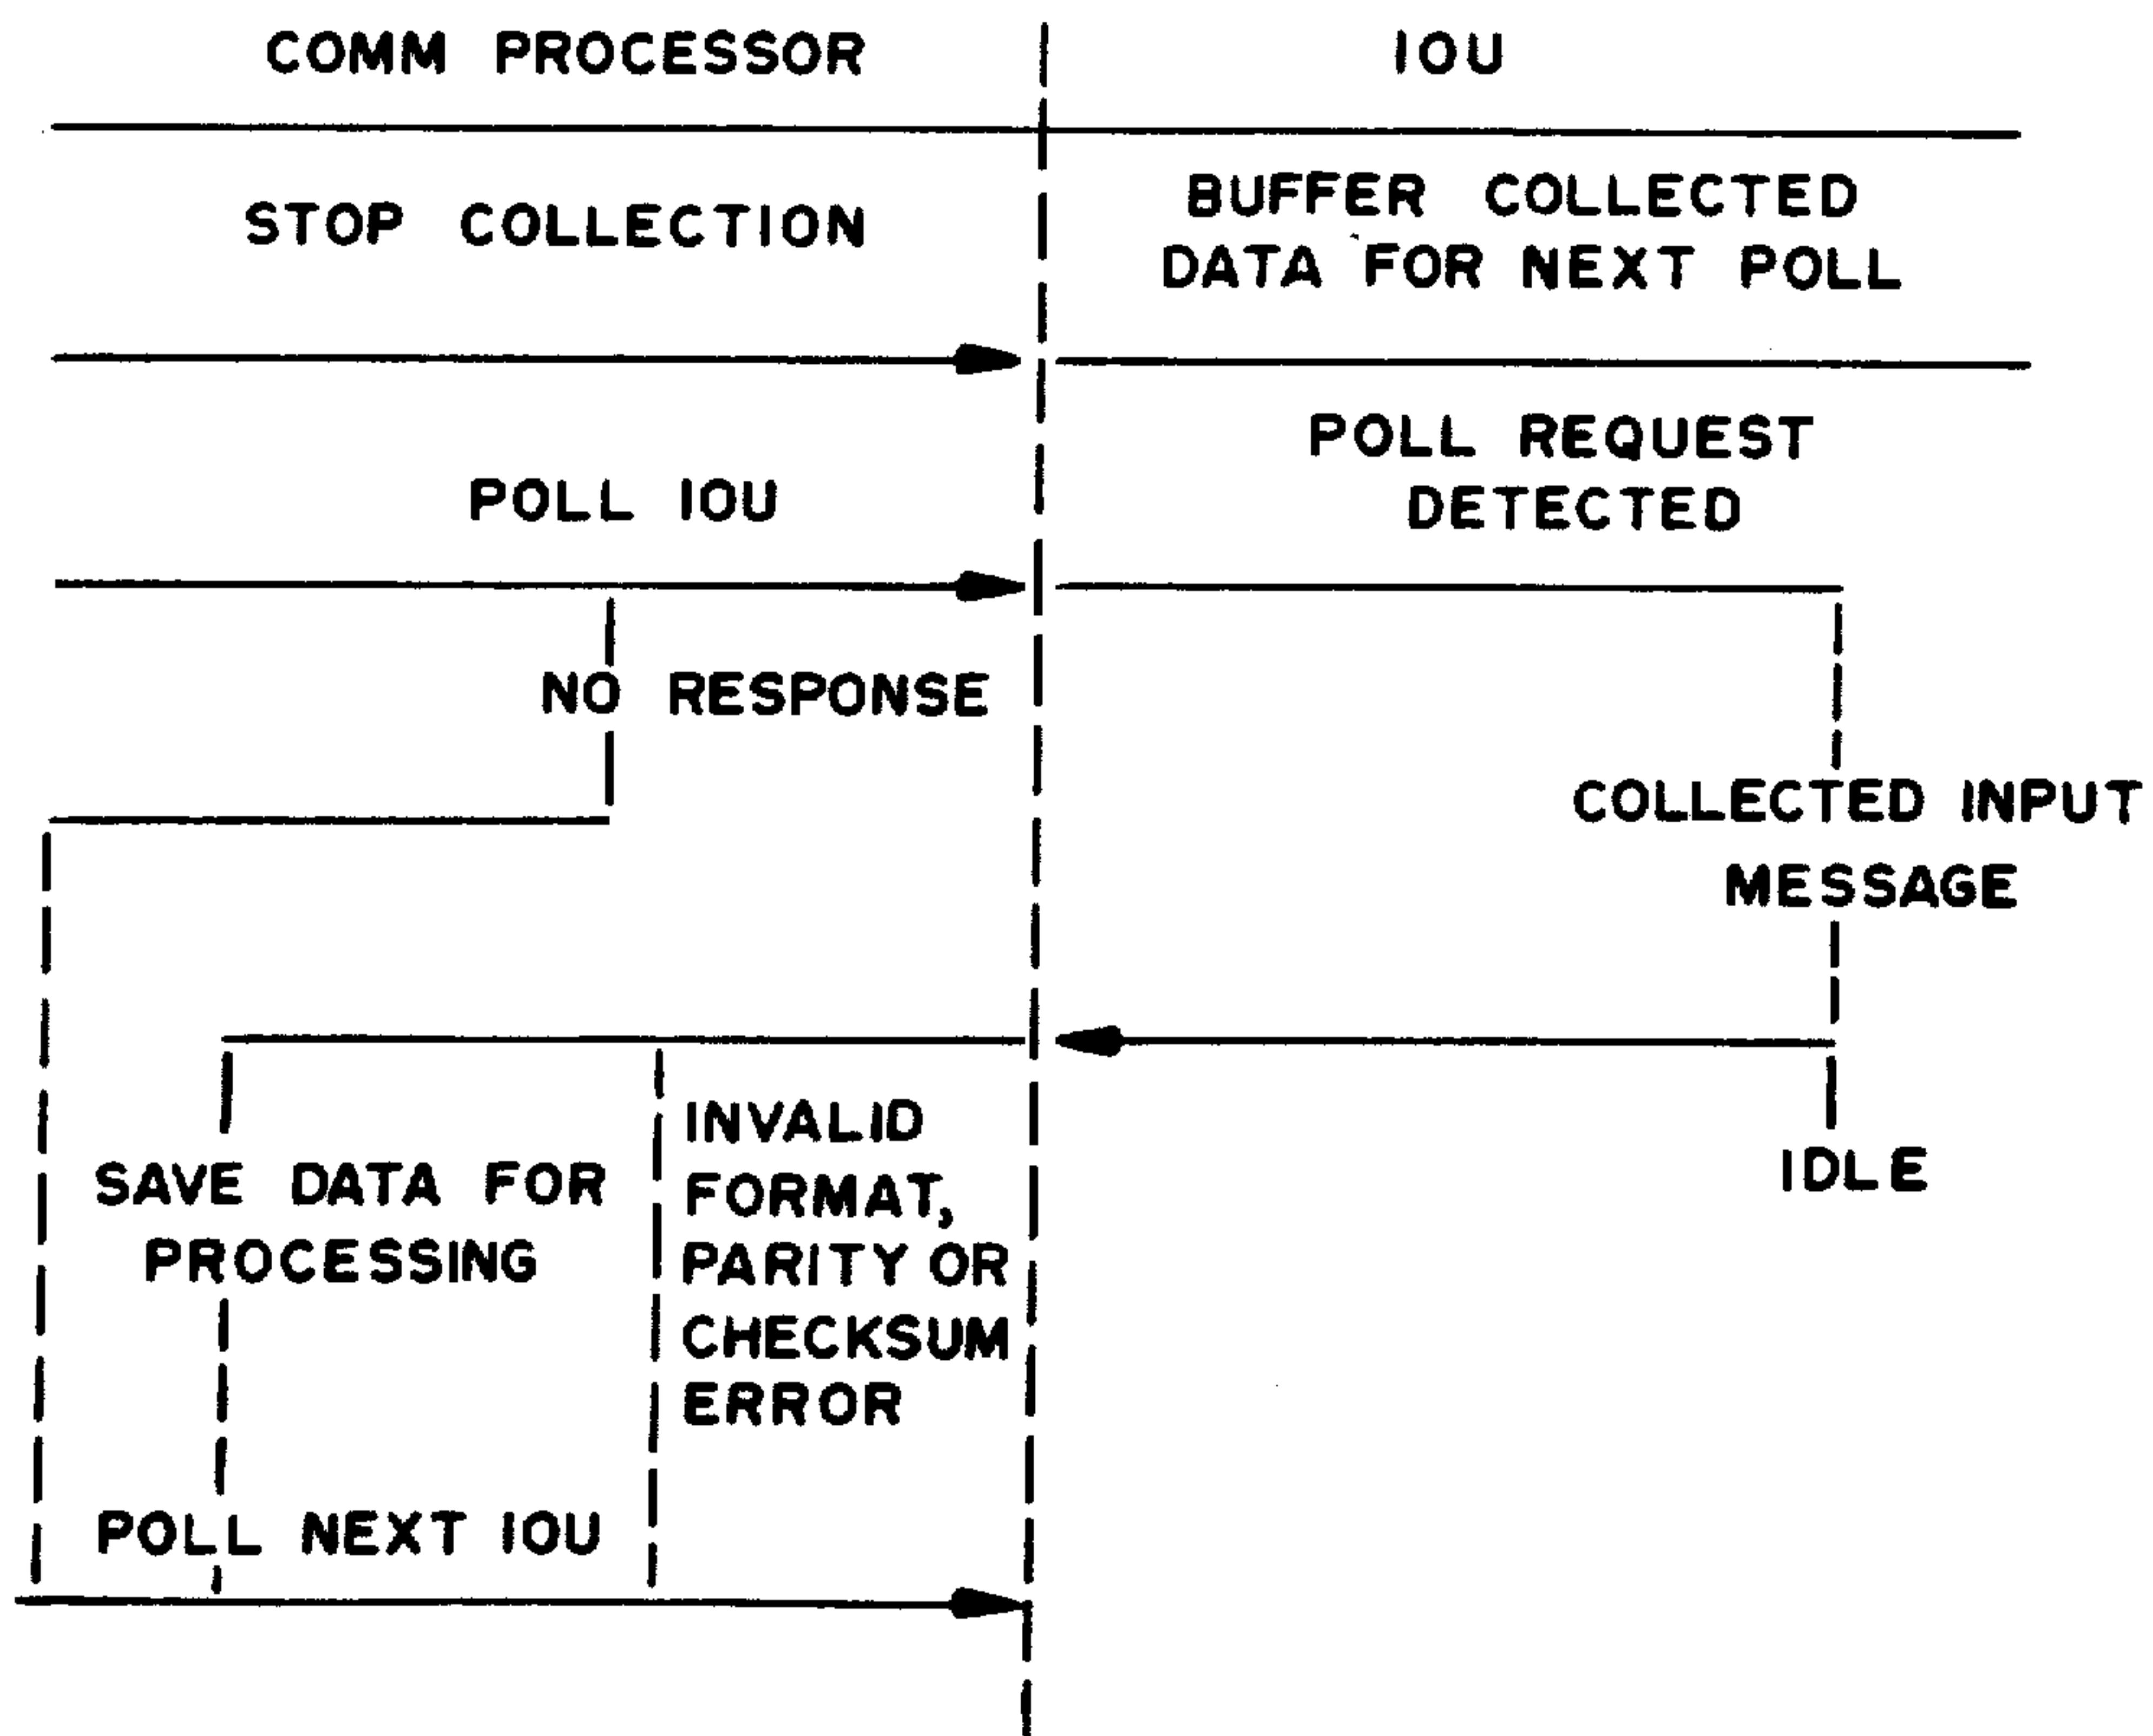 COMM PROCESSOR
IOU
STOP COLLECTION
BUFFER COLLECTED
DATA FOR NEXT POLL
POLL IOU
POLL REQUEST
DETECTED
NO RESPONSE
COLLECTED INPUT
MESSAGE
SAVE DATA FOR
PROCESSING
INVALID
FORMAT,
PARITY OR
CHECKSUM
ERROR
IDLE
POLL NEXT IOU